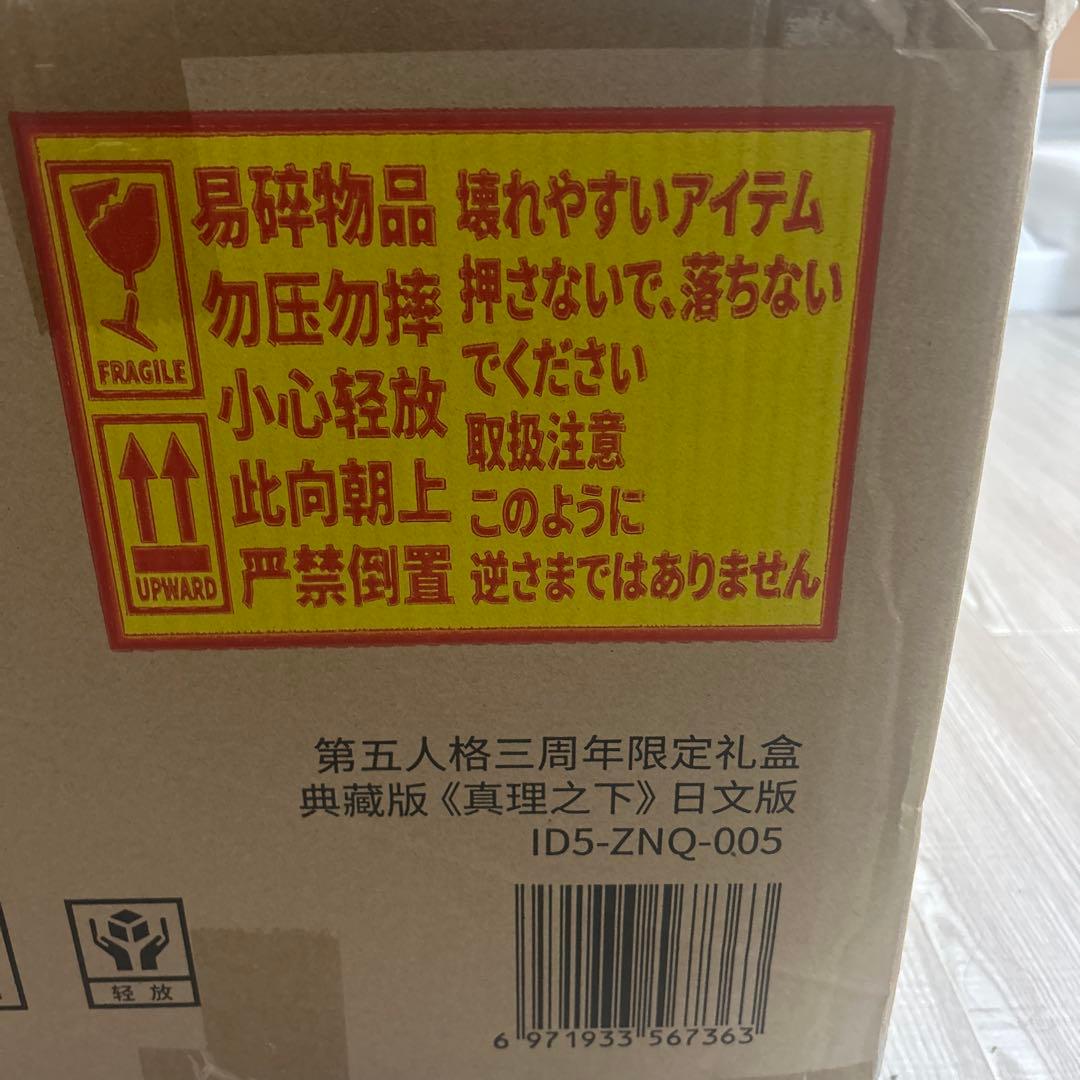 FRAGILE
UPWARD
易碎物品
勿压勿摔
小心轻放
此向朝上
严禁倒置
壊れやすいアイテム
押さないで、落ちない
でください
取扱注意
このように
逆さまではありません
第五人格三周年限定礼盒
典藏版《真理之下》日文版
ID5-ZNQ-005
轻放
6 971933 567363